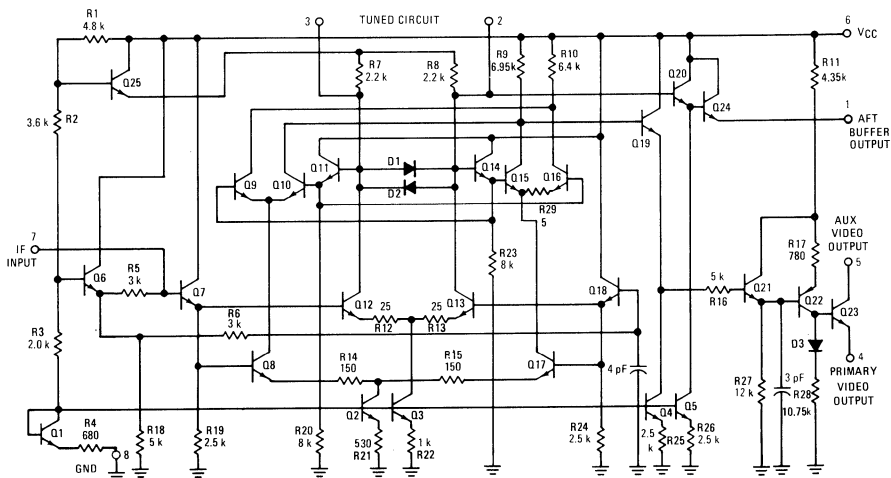 R1
4.8 k
3
TUNED CIRCUIT
2
6
VCC
Q25
R7
2.2 k
R8
2.2 k
R9
6.95k
R10
6.4 k
R11
4.35k
Q20
Q24
1
AFT
BUFFER
OUTPUT
R2
3.6 k
Q19
Q9
Q10
Q11
D1
D2
Q14
Q15
Q16
R29
5
7
IF
INPUT
Q6
R5
3 k
Q7
R23
8 k
Q18
AUX
VIDEO
OUTPUT
5
R17
780
5 k
R16
Q21
Q22
Q23
Q12
25
R12
25
R13
Q13
R6
3 k
R3
2.0 k
Q8
R14
150
R15
150
Q17
4 pF
D3
4
PRIMARY
VIDEO
OUTPUT
Q1
R4
680
8
GND
R18
5 k
R19
2.5 k
R20
8 k
Q2
530
R21
Q3
1 k
R22
R24
2.5 k
Q4
2.5
k
R25
Q5
R26
2.5 k
R27
12 k
3 pF
R28
10.75k